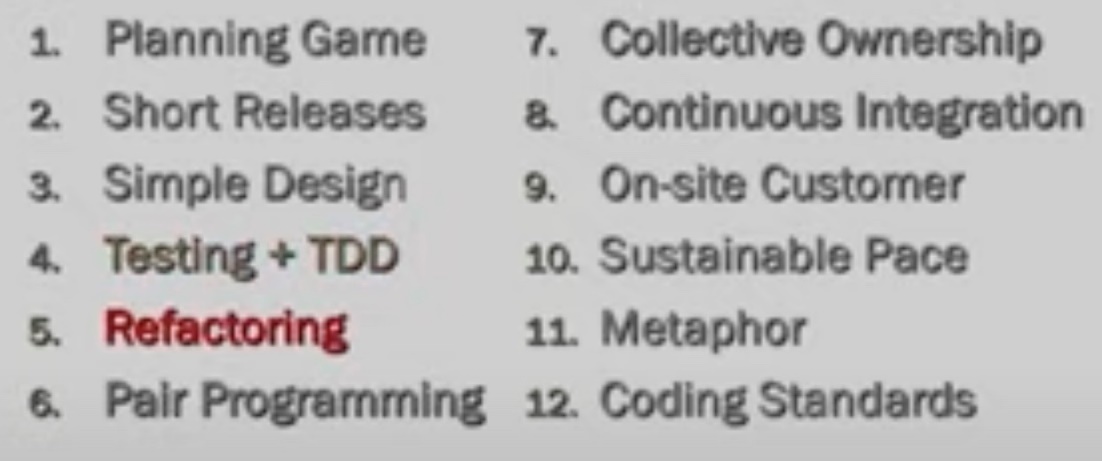 1. Planning Game
2. Short Releases
3. Simple Design
4. Testing + TDD
5. Refactoring
6. Pair Programming
7. Collective Ownership
8. Continuous Integration
9. On-site Customer
10. Sustainable Pace
11. Metaphor
12. Coding Standards